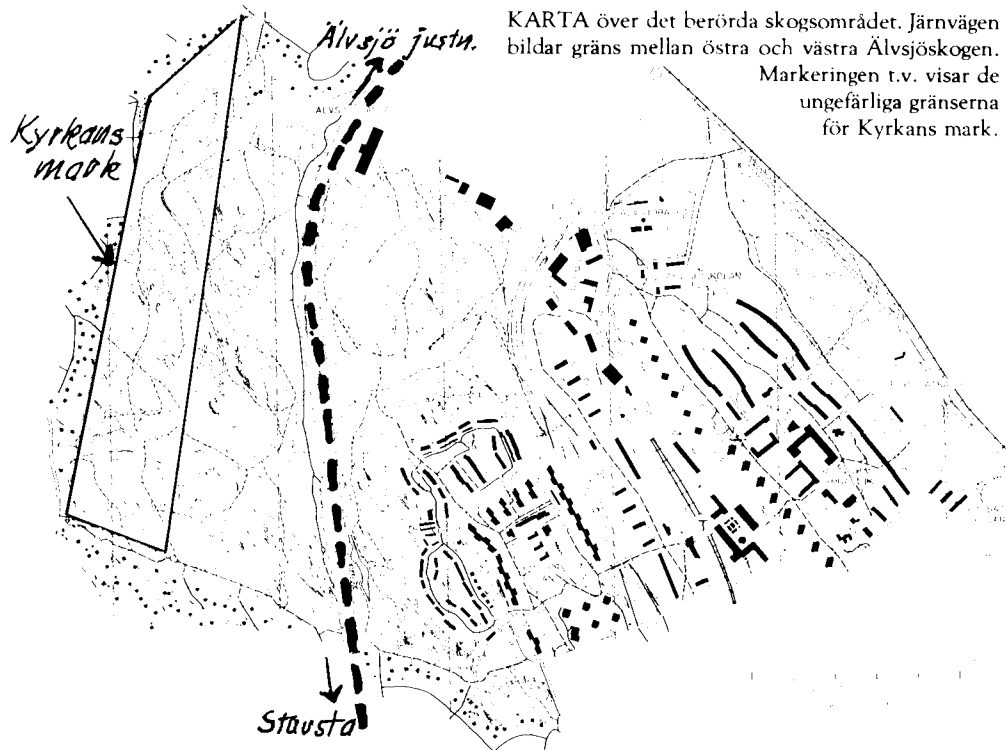 KARTA över det berörda skogsområdet. Järnvägen
bildar gräns mellan östra och västra Älvsjöskogen.
Markeringen t.v. visar de
ungefärliga gränserna
för Kyrkans mark.
Älvsjö justn.
Kyrkans
mark
ÄLVS
Stuvsta